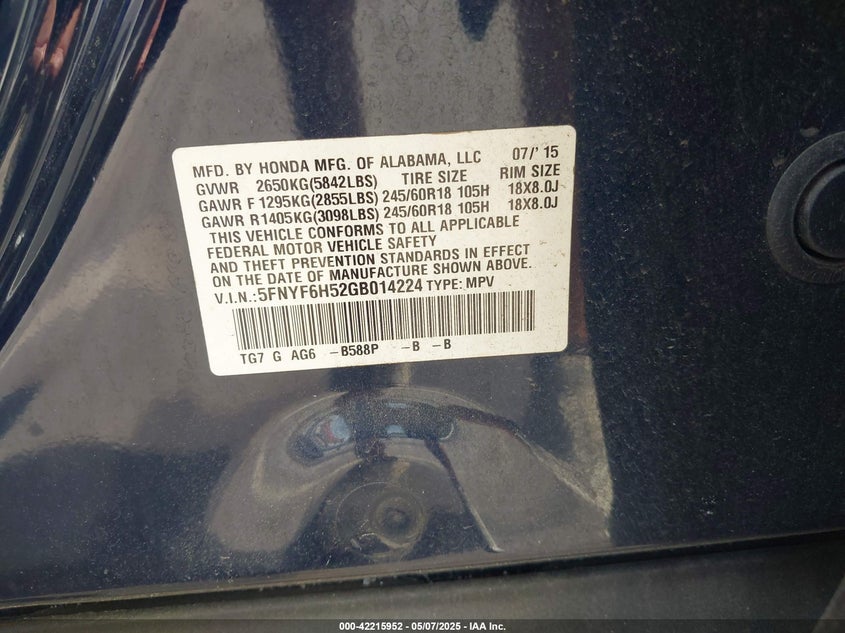 MFD. BY HONDA MFG. OF ALABAMA, LLC 07/'15
GVWR 2650KG(5842LBS) TIRE SIZE RIM SIZE
GAWR F 1295KG(2855LBS) 245/60R18 105H 18X8.0J
GAWR R1405KG(3098LBS) 245/60R18 105H 18X8.0J
THIS VEHICLE CONFORMS TO ALL APPLICABLE
FEDERAL MOTOR VEHICLE SAFETY
AND THEFT PREVENTION STANDARDS IN EFFECT
ON THE DATE OF MANUFACTURE SHOWN ABOVE.
V.I.N.:5FNYF6H52GB014224 TYPE: MPV
TG7 G AG6 -B588P -B -B
000-42215952 — 05/07/2025 — IAA Inc.